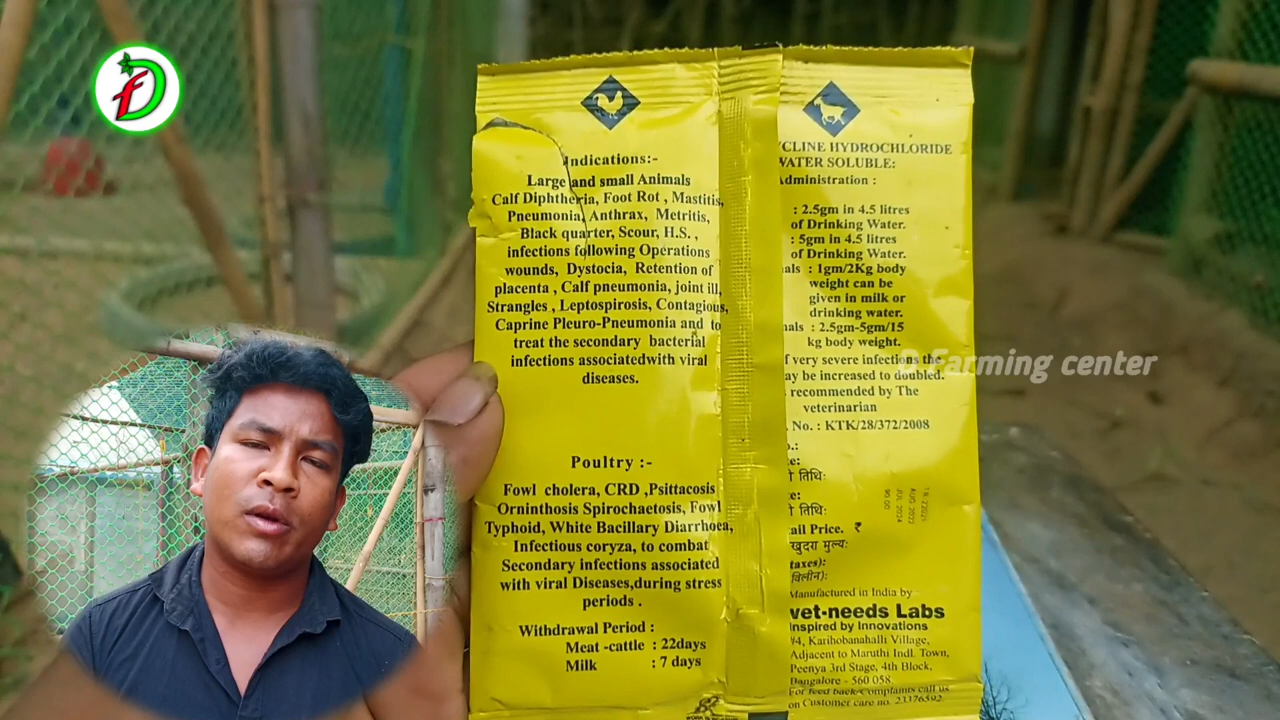 fD
Indications:-
Large and small Animals
Calf Diphtheria, Foot Rot , Mastitis,
Pneumonia, Anthrax, Metritis,
Black quarter, Scour, H.S. ,
infections following Operations
wounds, Dystocia, Retention of
placenta , Calf pneumonia, joint ill,
Strangles , Leptospirosis, Contagious,
Caprine Pleuro-Pneumonia and to
treat the secondary bacterial
infections associatedwith viral
diseases.
Poultry :-
Fowl cholera, CRD ,Psittacosis
Orninthosis Spirochaetosis, Fowl
Typhoid, White Bacillary Diarrhoea,
Infectious coryza, to combat
Secondary infections associated
with viral Diseases,during stress
periods .
Withdrawal Period :
Meat -cattle : 22days
Milk : 7 days
YCLINE HYDROCHLORIDE
WATER SOLUBLE:
Administration :
: 2.5gm in 4.5 litres
of Drinking Water.
: 5gm in 4.5 litres
of Drinking Water.
als : 1gm/2Kg body
weight can be
given in milk or
drinking water.
nals : 2.5gm-5gm/15
kg body weight.
f very severe infections the
ay be increased to doubled.
recommended by The
veterinarian
. No. : KTK/28/372/2008
o.:
e:
तिथिः
te:
तिथिः
ail Price. ₹
खुदरा मुल्यः
taxes):
Manufactured in India by
vet-needs Labs
Inspired by Innovations
#4, Karihobanahalli Village,
Adjacent to Maruthi Indl. Town,
Peenya 3rd Stage, 4th Block,
Bangalore - 560 058.
For feed back/Complaints call us
on Customer care no. 23376592
Farming center